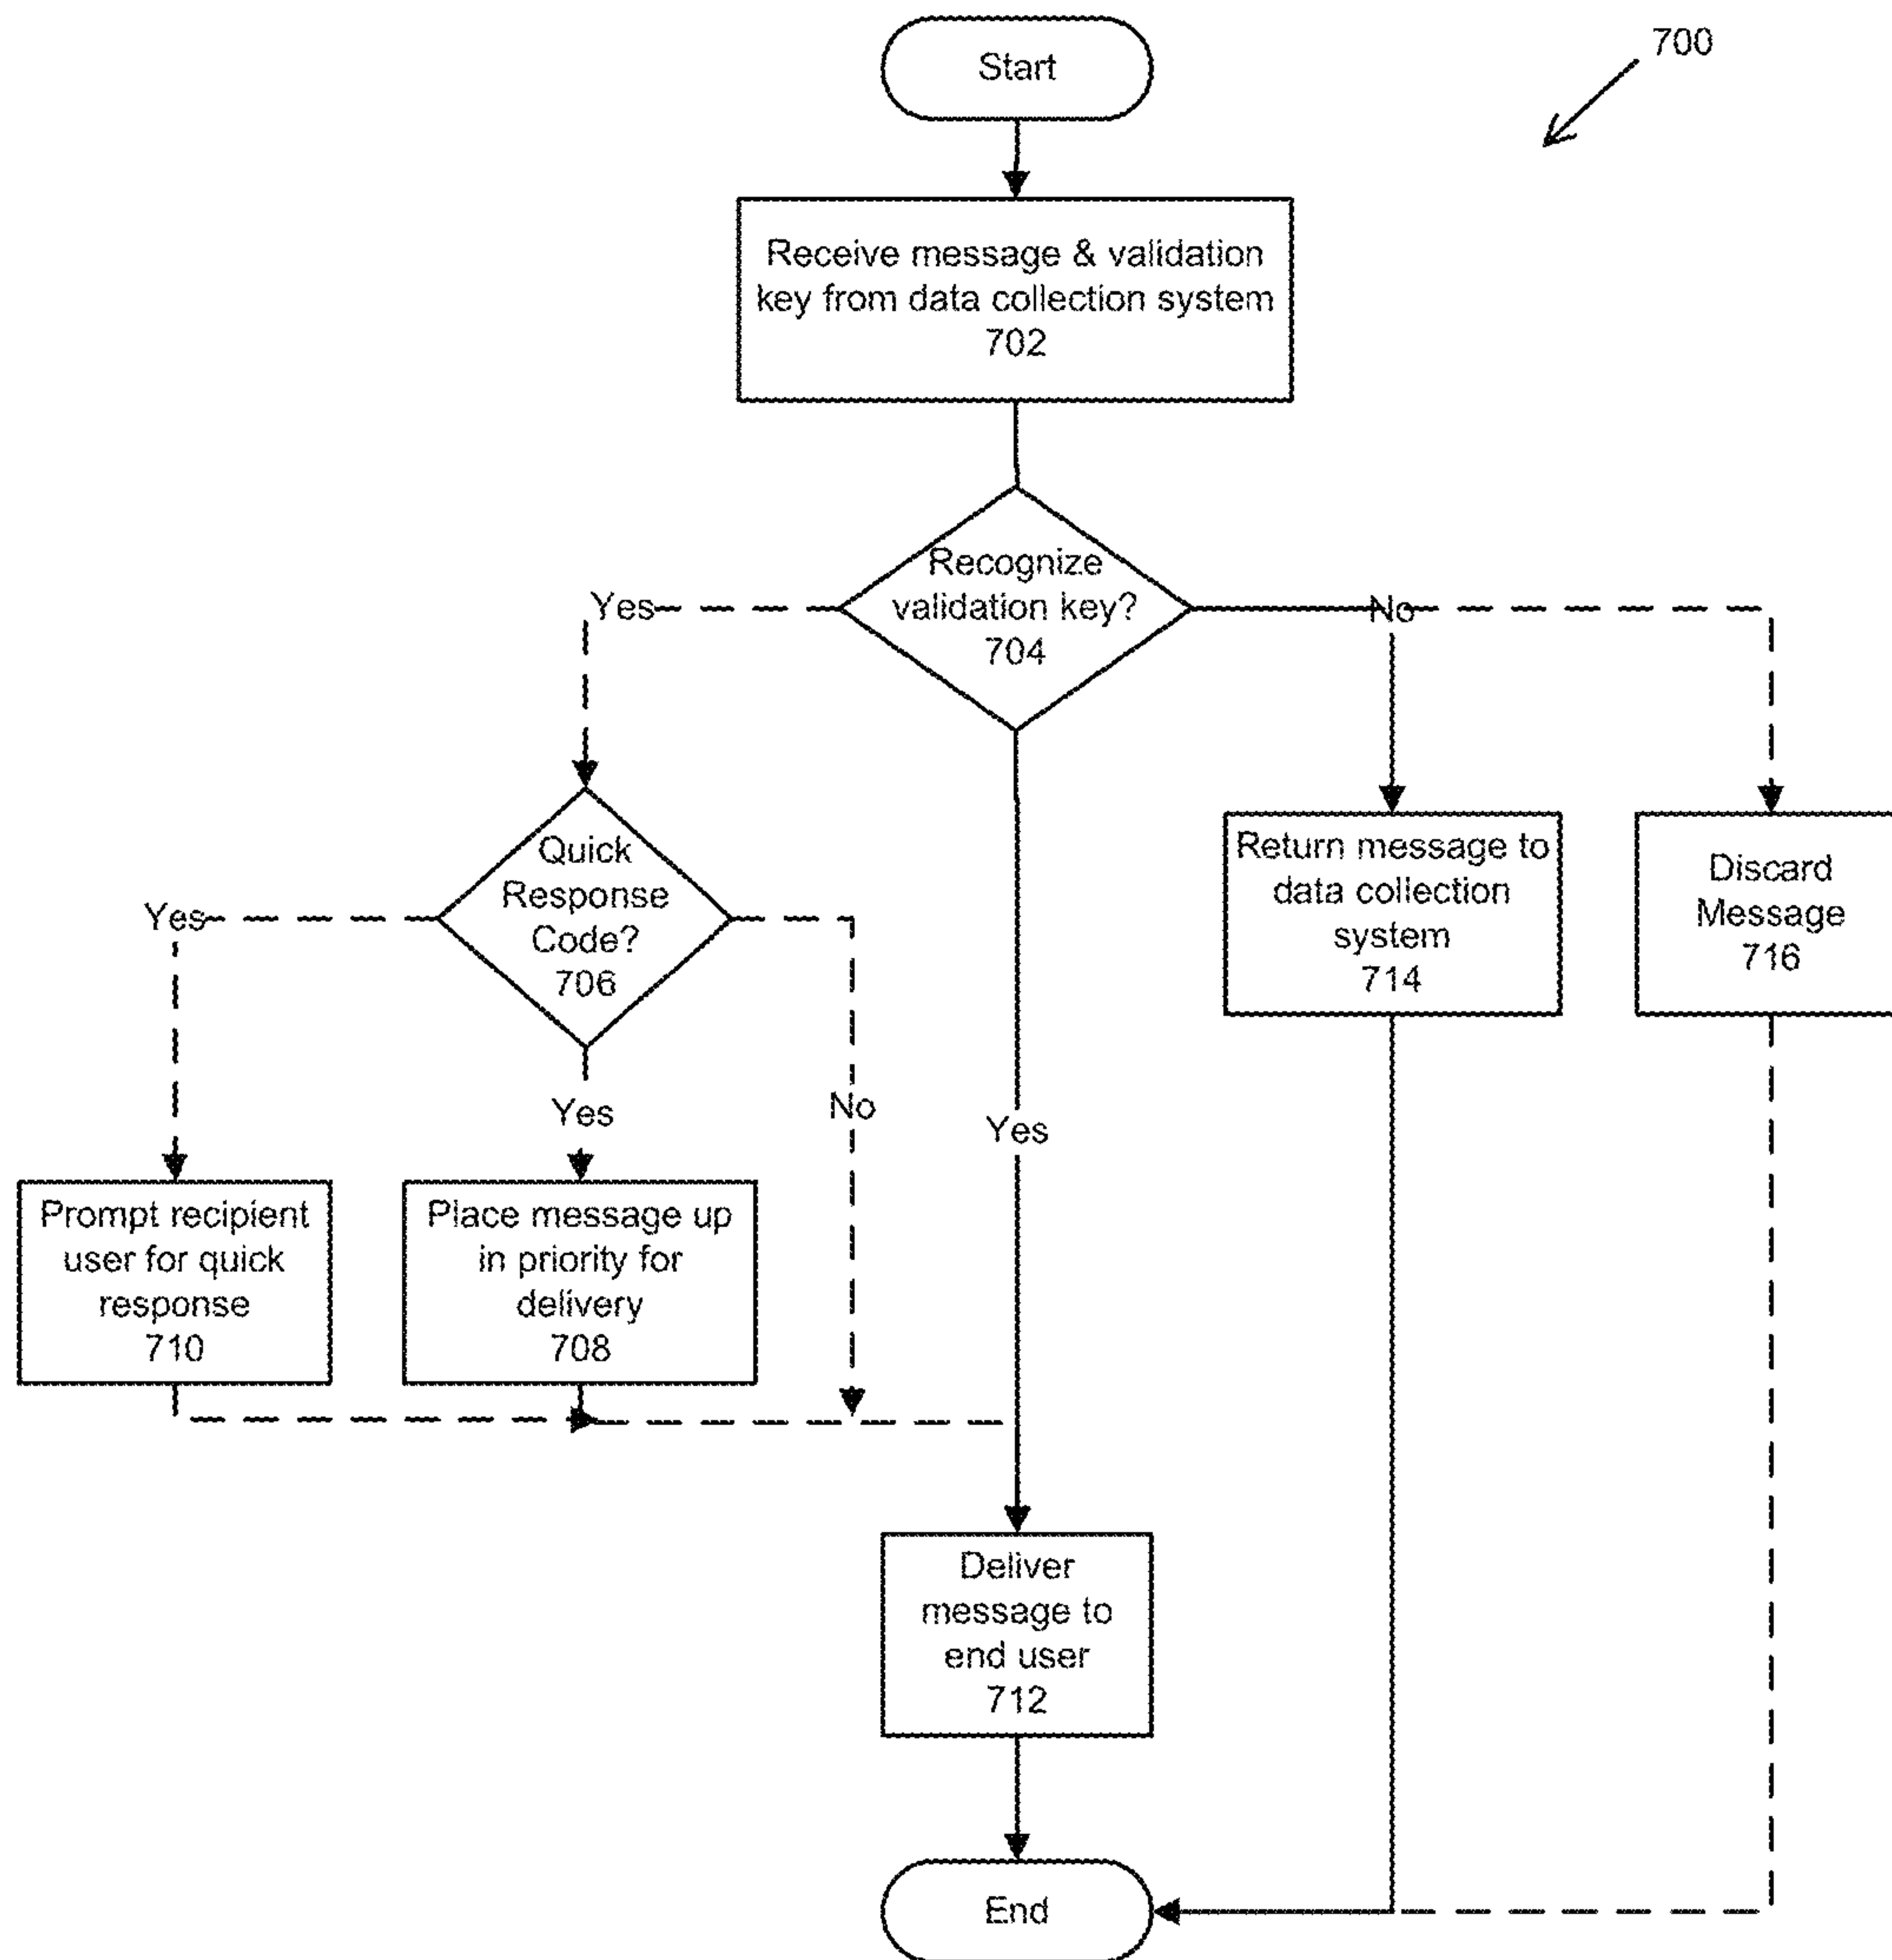 Start
700
Receive message & validation
key from data collection system
702
Recognize
validation key?
704
Yes
No
Quick
Response
Code?
706
Yes
Yes
No
Yes
Return message to
data collection
system
714
Discard
Message
716
Prompt recipient
user for quick
response
710
Place message up
in priority for
delivery
708
Deliver
message to
end user
712
End